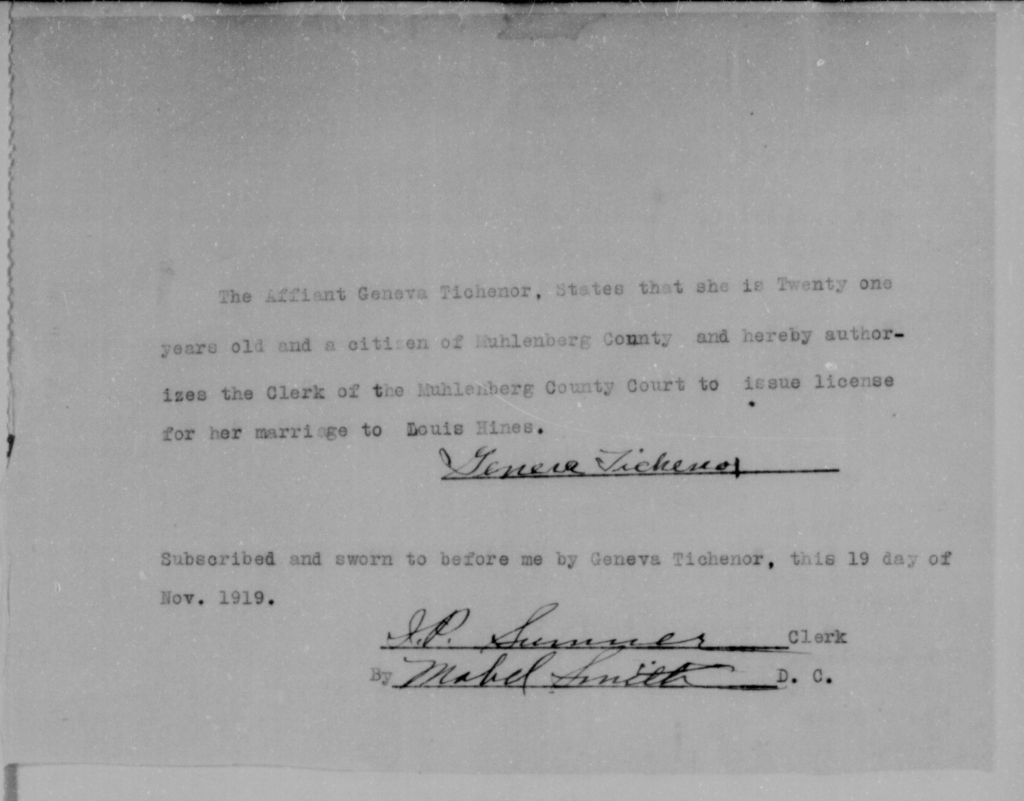 The Affiant Geneva Tichenor, States that she is Twenty one
years old and a citizen of Muhlenberg County and hereby author-
izes the Clerk of the Muhlenberg County Court to issue license
for her marriage to Louis Hines.
Geneva Tichenor
Subscribed and sworn to before me by Geneva Tichenor, this 19 day of
Nov. 1919.
J.P. Summer Clerk
By Mabel Smith D. C.